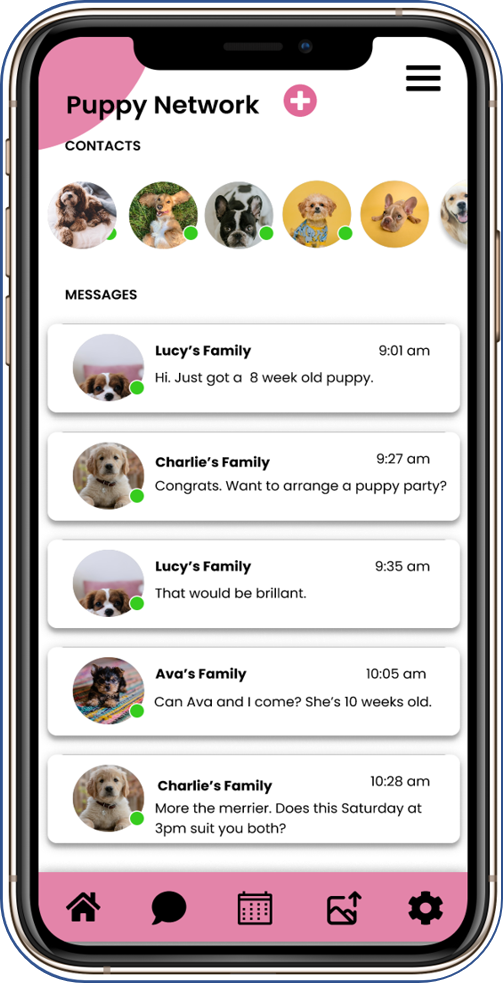 Puppy Network
CONTACTS
MESSAGES
Lucy's Family 9:01 am
Hi. Just got a 8 week old puppy.
Charlie's Family 9:27 am
Congrats. Want to arrange a puppy party?
Lucy's Family 9:35 am
That would be brillant.
Ava's Family 10:05 am
Can Ava and I come? She's 10 weeks old.
Charlie's Family 10:28 am
More the merrier. Does this Saturday at
3pm suit you both?